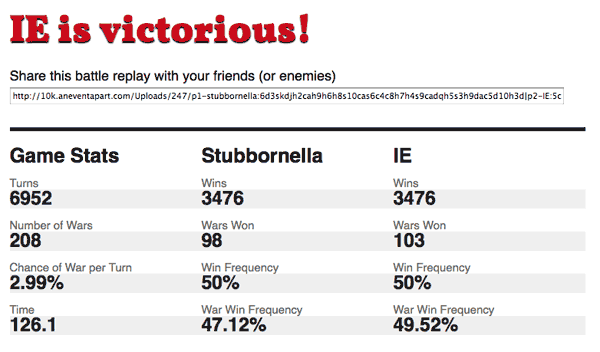 IE is victorious!
Share this battle replay with your friends (or enemies)
http://10k.aneventapart.com/Uploads/247/p1-stubbornella:6d3skdjh2cah9h6h8s10cas6c4c8h7h4s9cadqh5s3h9dac5d10h3d|p2-IE:5c
Game Stats Stubbornella IE
Turns Wins Wins
6952 3476 3476
Number of Wars Wars Won Wars Won
208 98 103
Chance of War per Turn Win Frequency Win Frequency
2.99% 50% 50%
Time War Win Frequency War Win Frequency
126.1 47.12% 49.52%